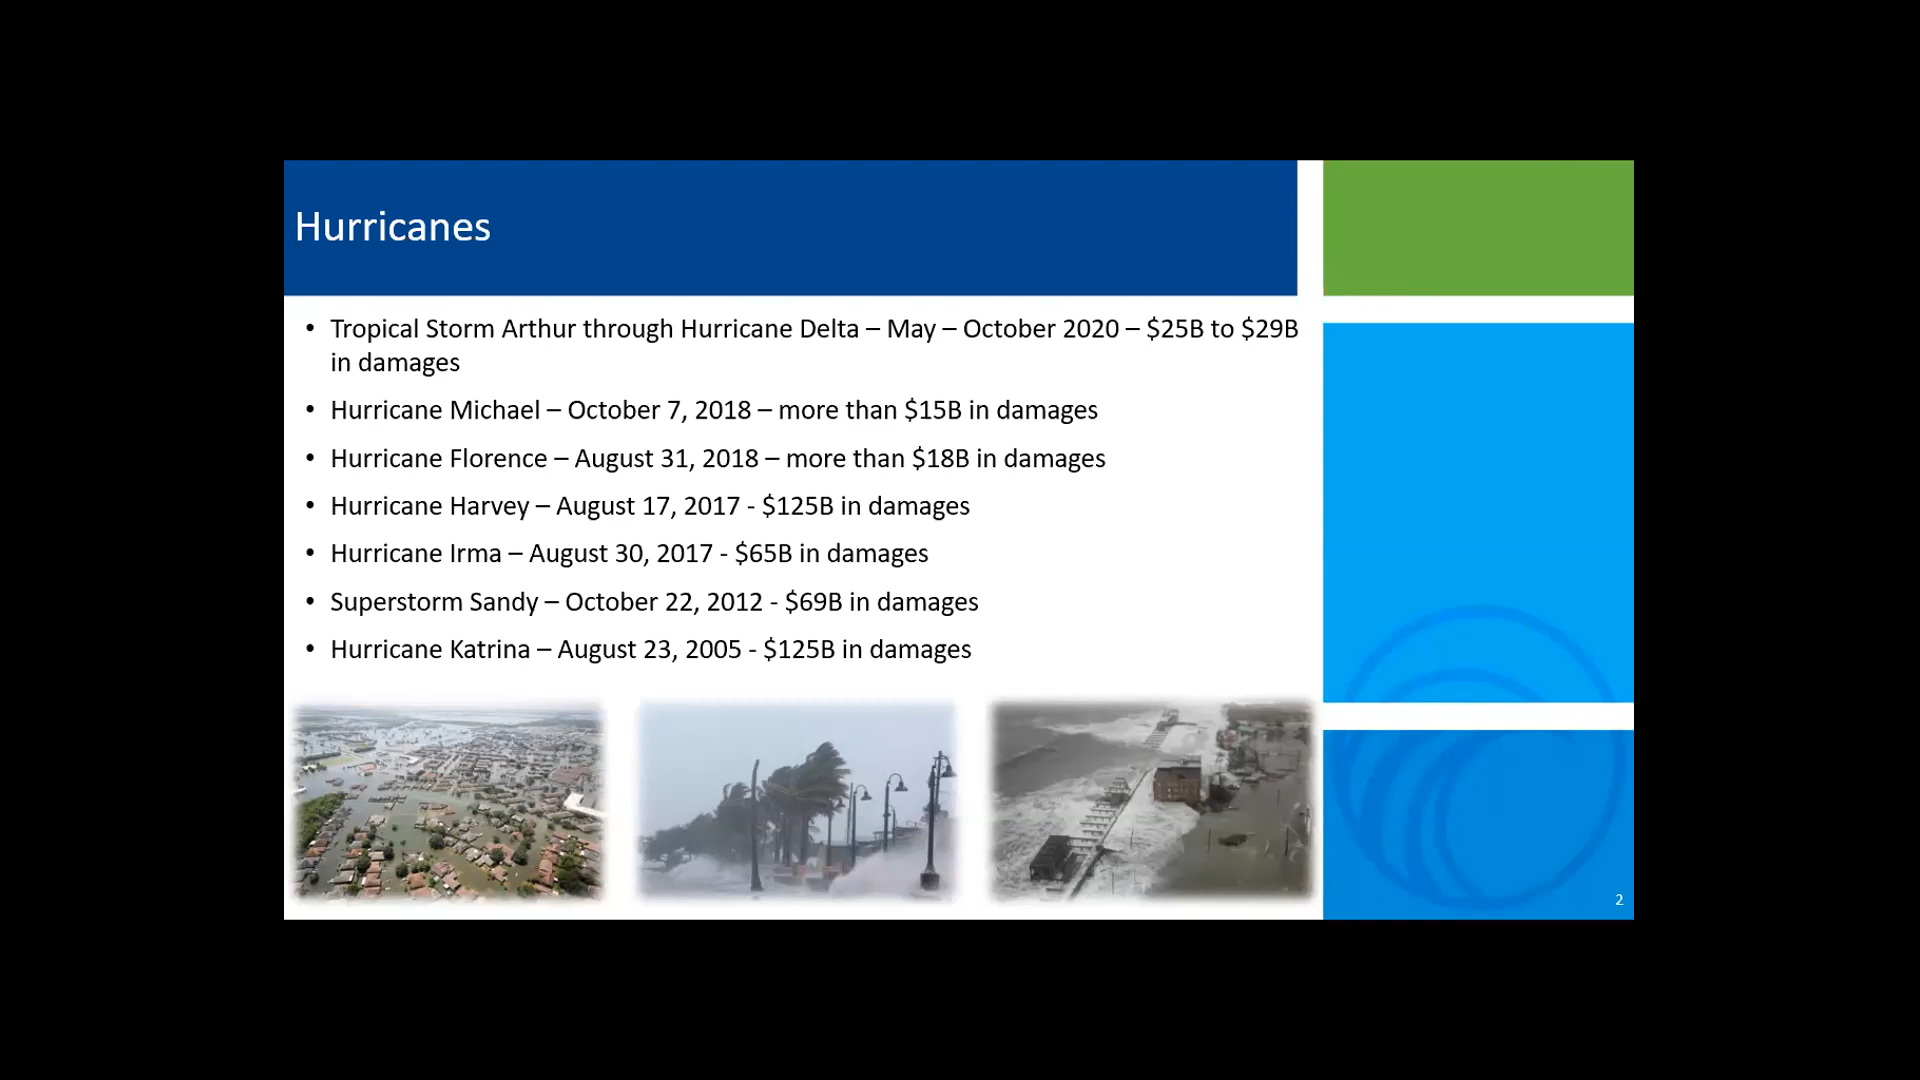 Hurricanes
• Tropical Storm Arthur through Hurricane Delta – May – October 2020 – $25B to $29B
in damages
• Hurricane Michael – October 7, 2018 – more than $15B in damages
• Hurricane Florence – August 31, 2018 – more than $18B in damages
• Hurricane Harvey – August 17, 2017 - $125B in damages
• Hurricane Irma – August 30, 2017 - $65B in damages
• Superstorm Sandy – October 22, 2012 - $69B in damages
• Hurricane Katrina – August 23, 2005 - $125B in damages
2